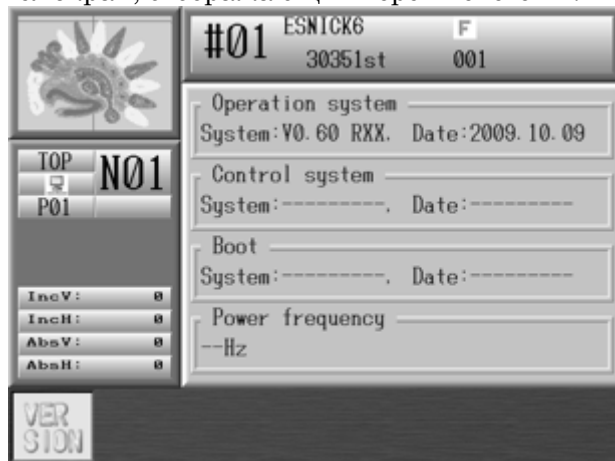 #01 ESNICK6 F
30351st 001
Operation system
System:V0.60 RXX. Date:2009.10.09
TOP N01
P01
Control system
System:---------. Date:---------
Boot
System:---------. Date:---------
IncV: 0
IncH: 0
AbsV: 0
AbsH: 0
Power frequency
--Hz
VER
SION